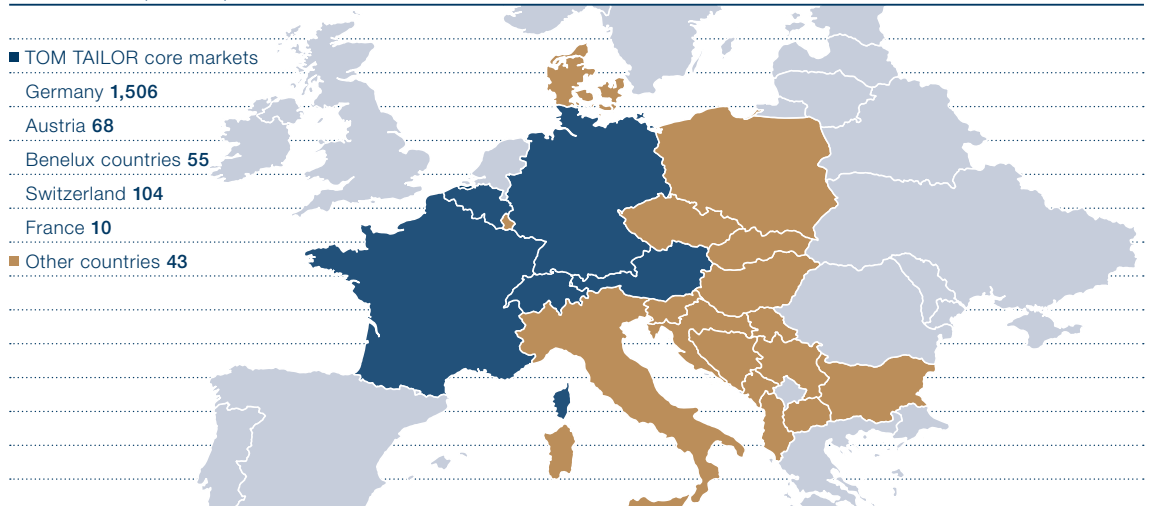 TOM TAILOR core markets
Germany 1,506
Austria 68
Benelux countries 55
Switzerland 104
France 10
Other countries 43